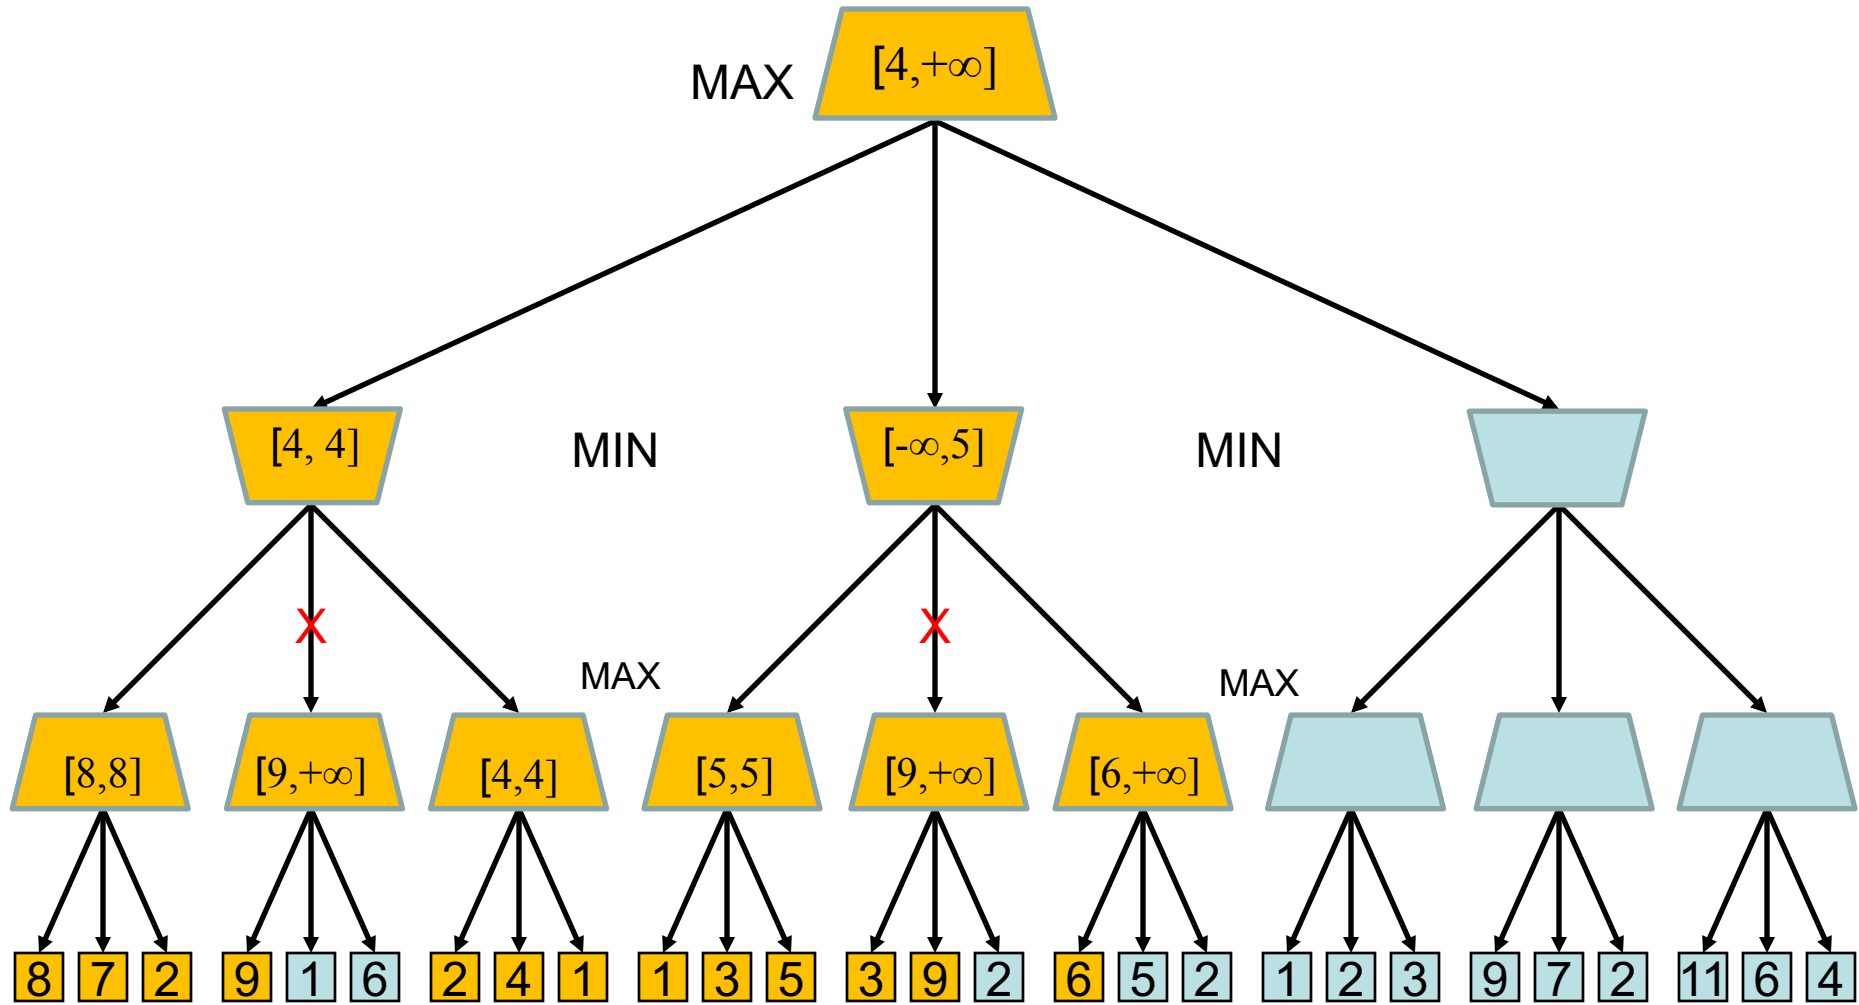 MAX [4,+∞]
[4, 4] MIN [-∞,5] MIN
X X
MAX MAX
[8,8] [9,+∞] [4,4] [5,5] [9,+∞] [6,+∞]
8 7 2 9 1 6 2 4 1 1 3 5 3 9 2 6 5 2 1 2 3 9 7 2 11 6 4